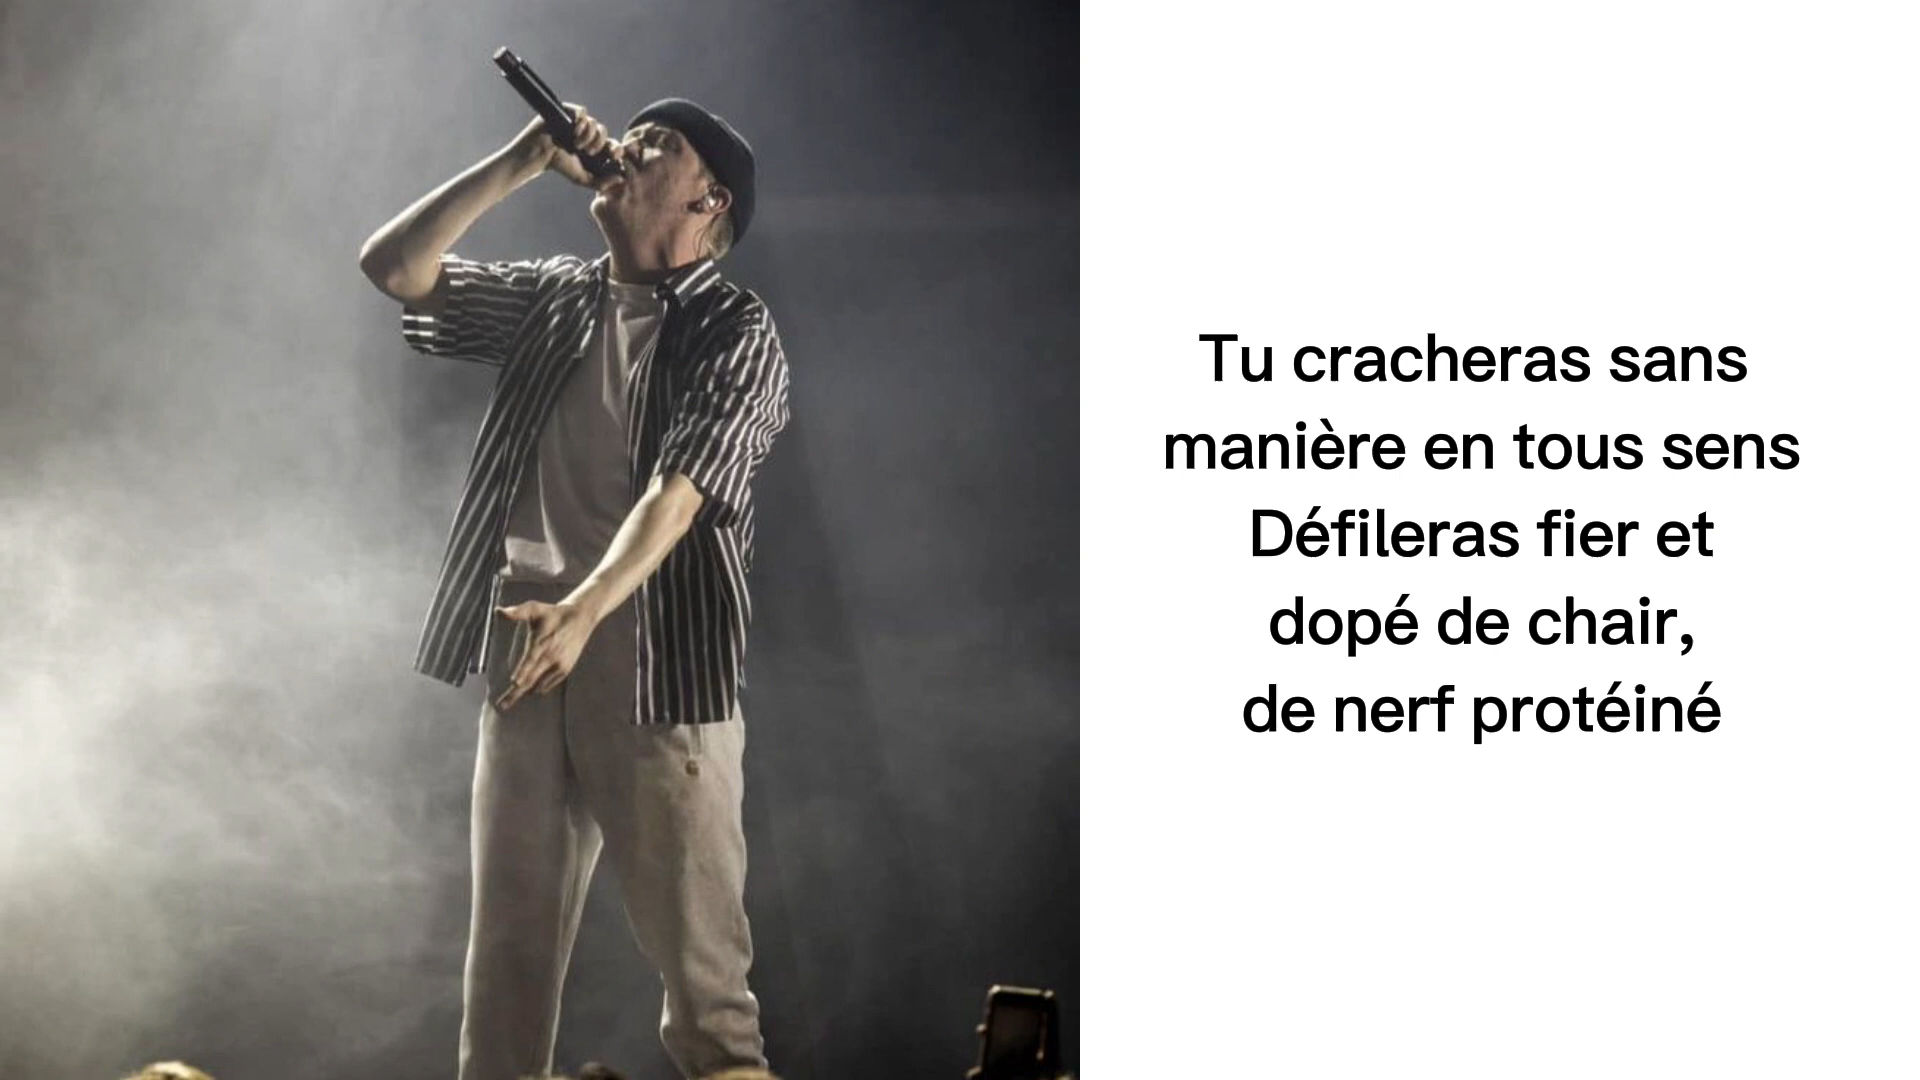 Tu cracheras sans
manière en tous sens
Défileras fier et
dopé de chair,
de nerf protéiné